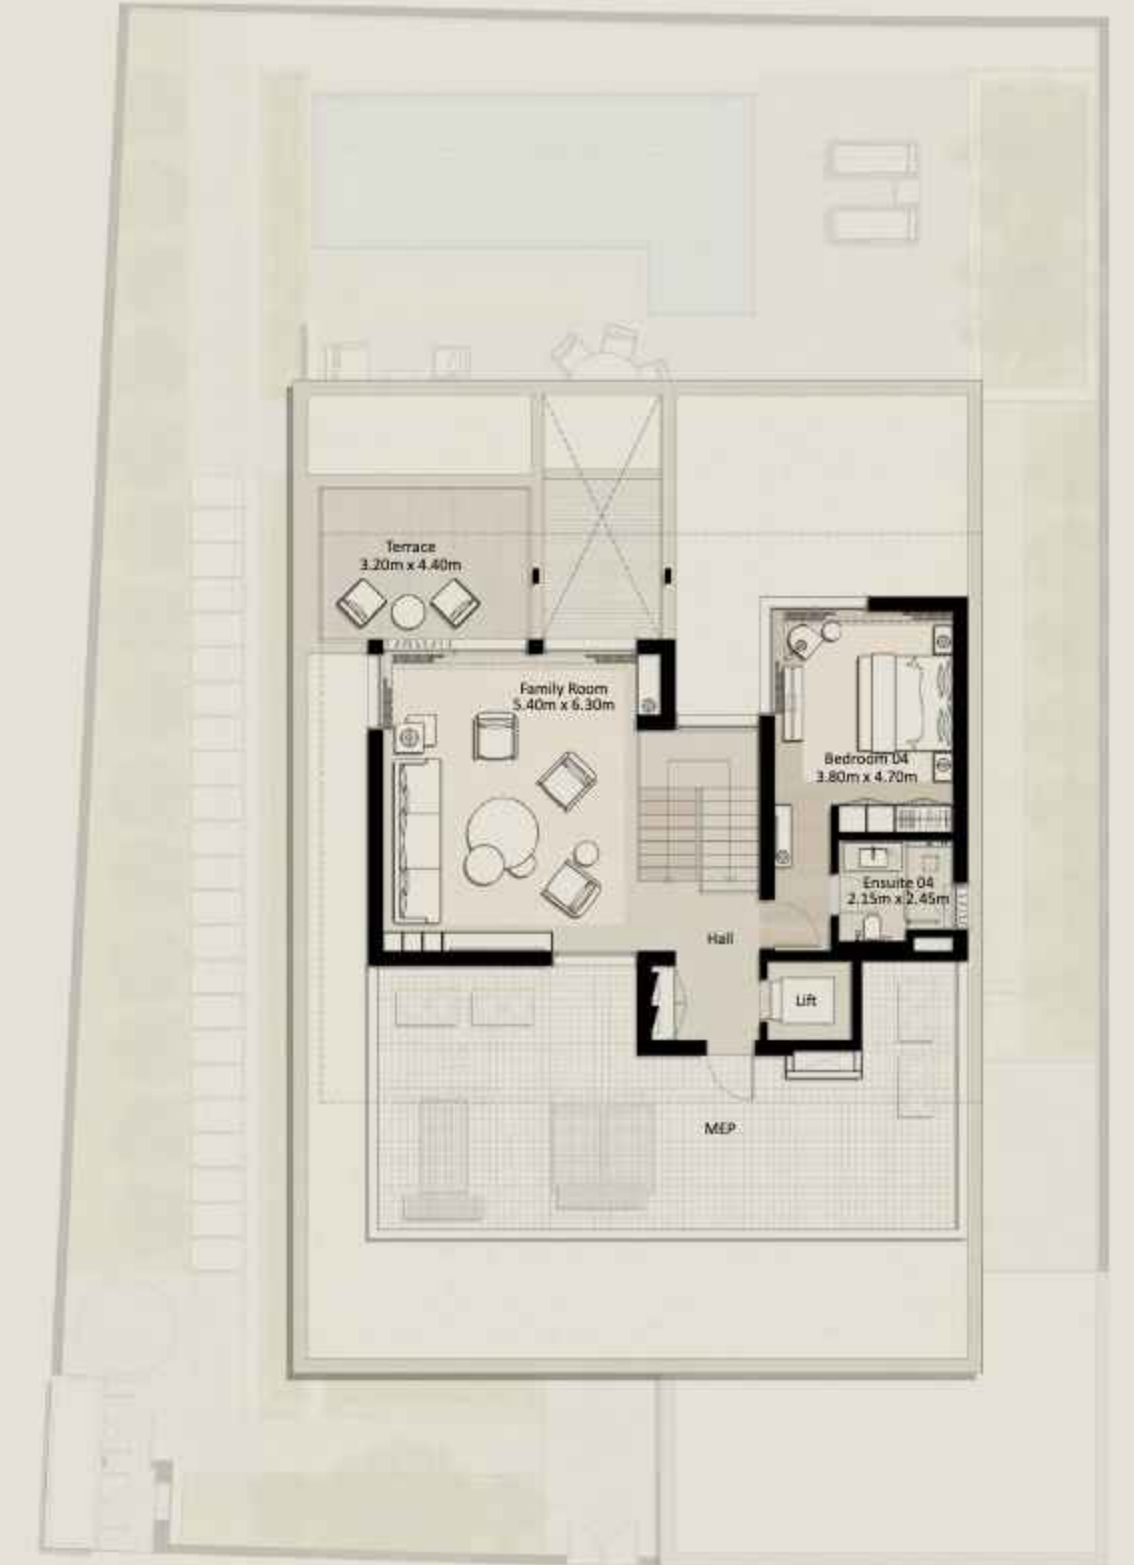 Terrace
3.20m x 4.40m
Family Room
5.40m x 6.30m
Bedroom 04
3.80m x 4.70m
Ensuite 04
2.15m x 2.45m
Hall
Lift
MEP